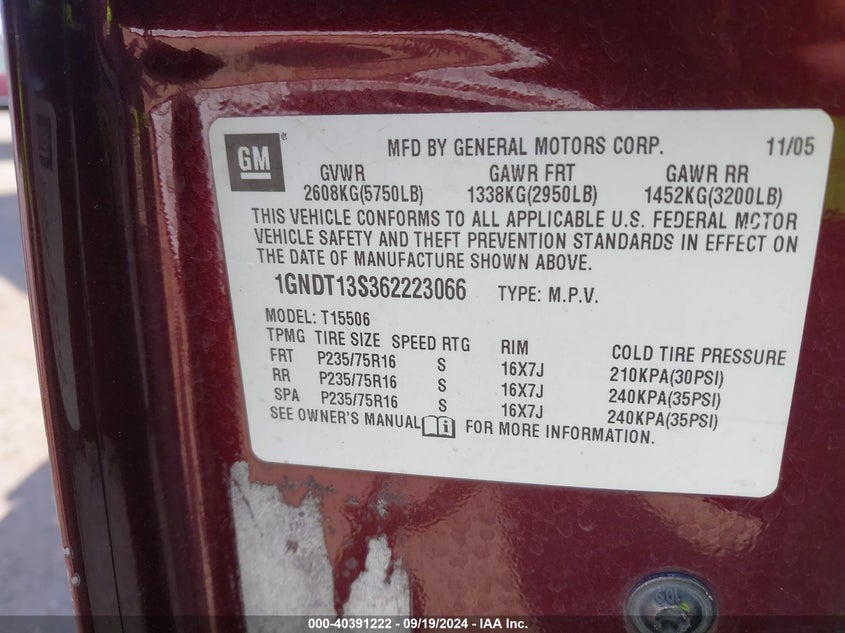 GM ® MFD BY GENERAL MOTORS CORP. 11/05
GVWR GAWR FRT GAWR RR
2608KG(5750LB) 1338KG(2950LB) 1452KG(3200LB)
THIS VEHICLE CONFORMS TO ALL APPLICABLE U.S. FEDERAL MOTOR
VEHICLE SAFETY AND THEFT PREVENTION STANDARDS IN EFFECT ON
THE DATE OF MANUFACTURE SHOWN ABOVE.
1GNDT13S362223066 TYPE: M.P.V.
MODEL: T15506
TPMG TIRE SIZE SPEED RTG RIM COLD TIRE PRESSURE
FRT P235/75R16 S 16X7J 210KPA(30PSI)
RR P235/75R16 S 16X7J 240KPA(35PSI)
SPA P235/75R16 S 16X7J 240KPA(35PSI)
SEE OWNER'S MANUAL i FOR MORE INFORMATION.
000-40391222 - 09/19/2024 - IAA Inc.